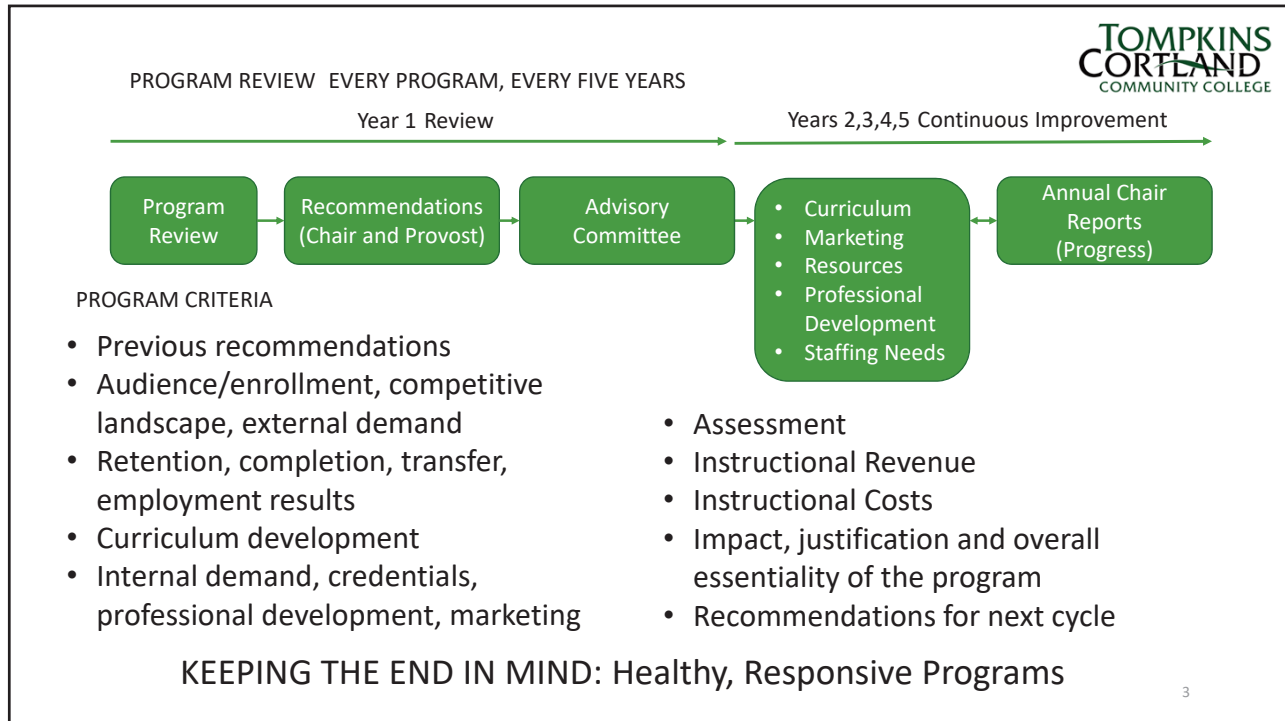 TOMPKINS
CORTLAND
COMMUNITY COLLEGE
PROGRAM REVIEW EVERY PROGRAM, EVERY FIVE YEARS
Year 1 Review
Years 2,3,4,5 Continuous Improvement
Program
Review
Recommendations
(Chair and Provost)
Advisory
Committee
• Curriculum
• Marketing
• Resources
• Professional
Development
• Staffing Needs
Annual Chair
Reports
(Progress)
PROGRAM CRITERIA
• Previous recommendations
• Audience/enrollment, competitive
landscape, external demand
• Retention, completion, transfer,
employment results
• Curriculum development
• Internal demand, credentials,
professional development, marketing
• Assessment
• Instructional Revenue
• Instructional Costs
• Impact, justification and overall
essentiality of the program
• Recommendations for next cycle
KEEPING THE END IN MIND: Healthy, Responsive Programs
3